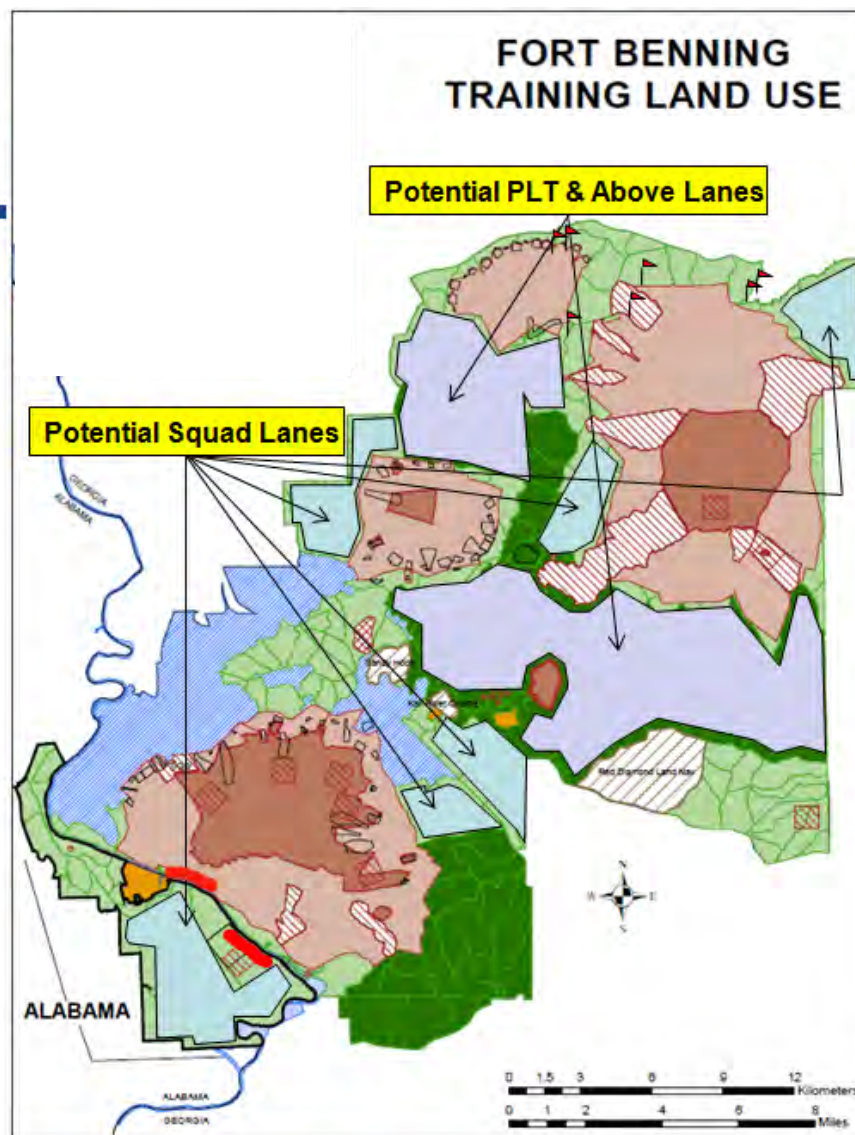 FORT BENNING
TRAINING LAND USE
Potential PLT & Above Lanes
Potential Squad Lanes
GEORGIA
ALABAMA
Red Diamond Land Nav
N
W E
S
ALABAMA
ALABAMA
GEORGIA
0 1.5 3 6 9 12
Kilometers
0 1 2 4 6 8
Miles